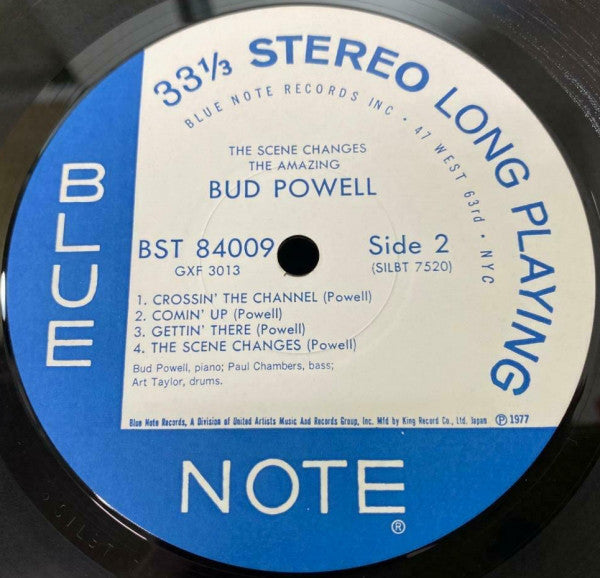 33⅓ STEREO LONG PLAYING
BLUE NOTE RECORDS INC • 47 WEST 63rd • NYC
THE SCENE CHANGES
THE AMAZING
BUD POWELL
BST 84009
GXF 3013
Side 2
(SILBT 7520)
1. CROSSIN' THE CHANNEL (Powell)
2. COMIN' UP (Powell)
3. GETTIN' THERE (Powell)
4. THE SCENE CHANGES (Powell)
Bud Powell, piano; Paul Chambers, bass;
Art Taylor, drums.
Blue Note Records, A Division of United Artists Music And Records Group, Inc. Mfd by King Record Co., Ltd. Japan ℗ 1977
BLUE
NOTE ®